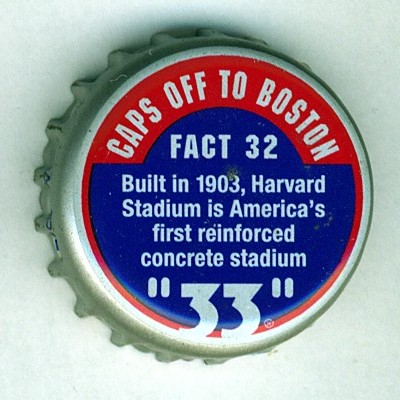 CAPS OFF TO BOSTON
FACT 32
Built in 1903, Harvard
Stadium is America's
first reinforced
concrete stadium
"33"®